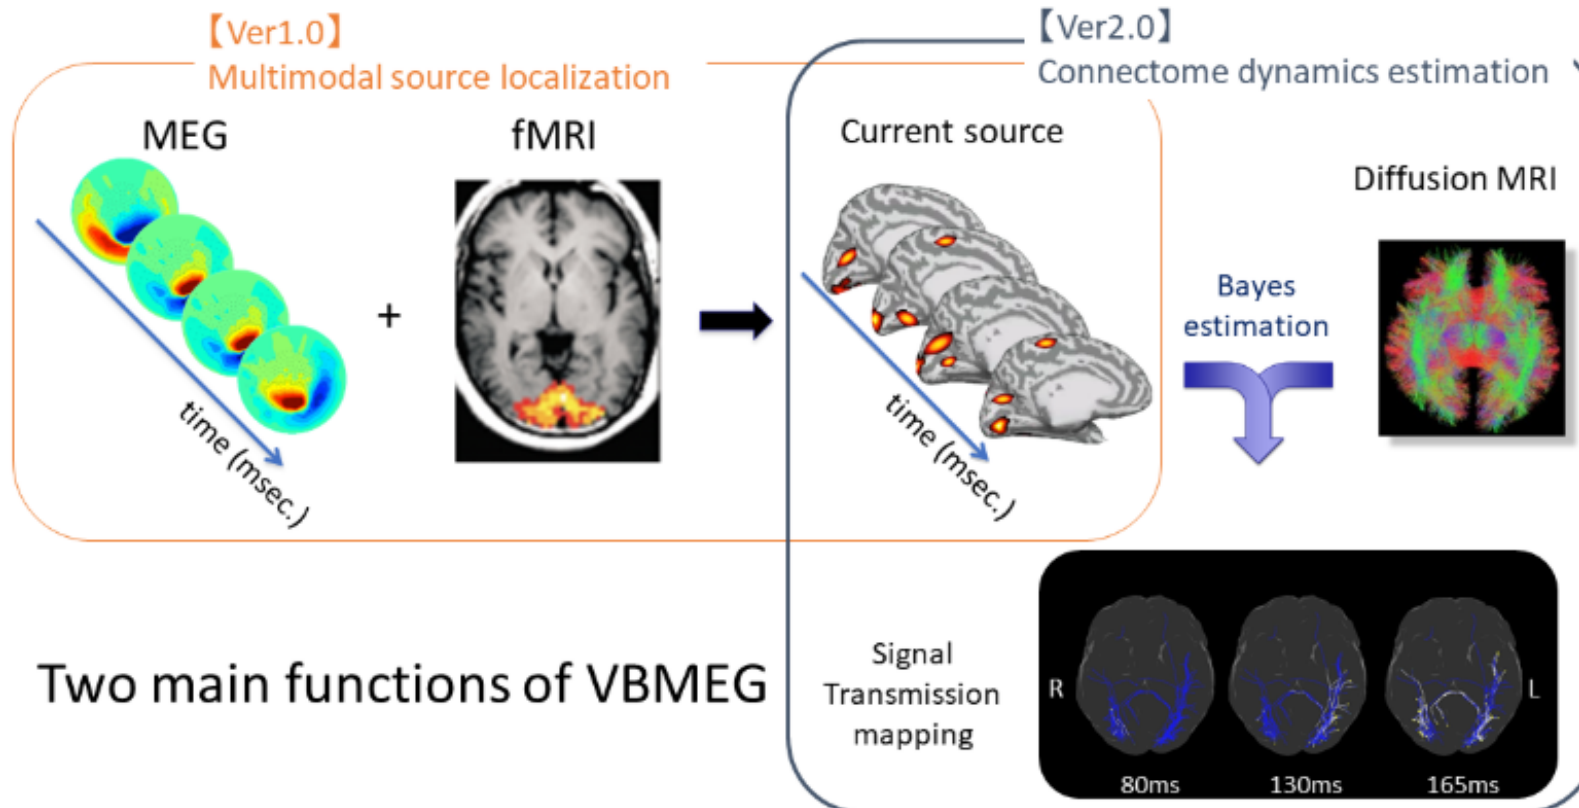 【Ver1.0】
Multimodal source localization
【Ver2.0】
Connectome dynamics estimation
MEG
fMRI
Current source
Diffusion MRI
+
time (msec.)
time (msec.)
Bayes
estimation
Two main functions of VBMEG
Signal
Transmission
mapping
R
L
80ms
130ms
165ms